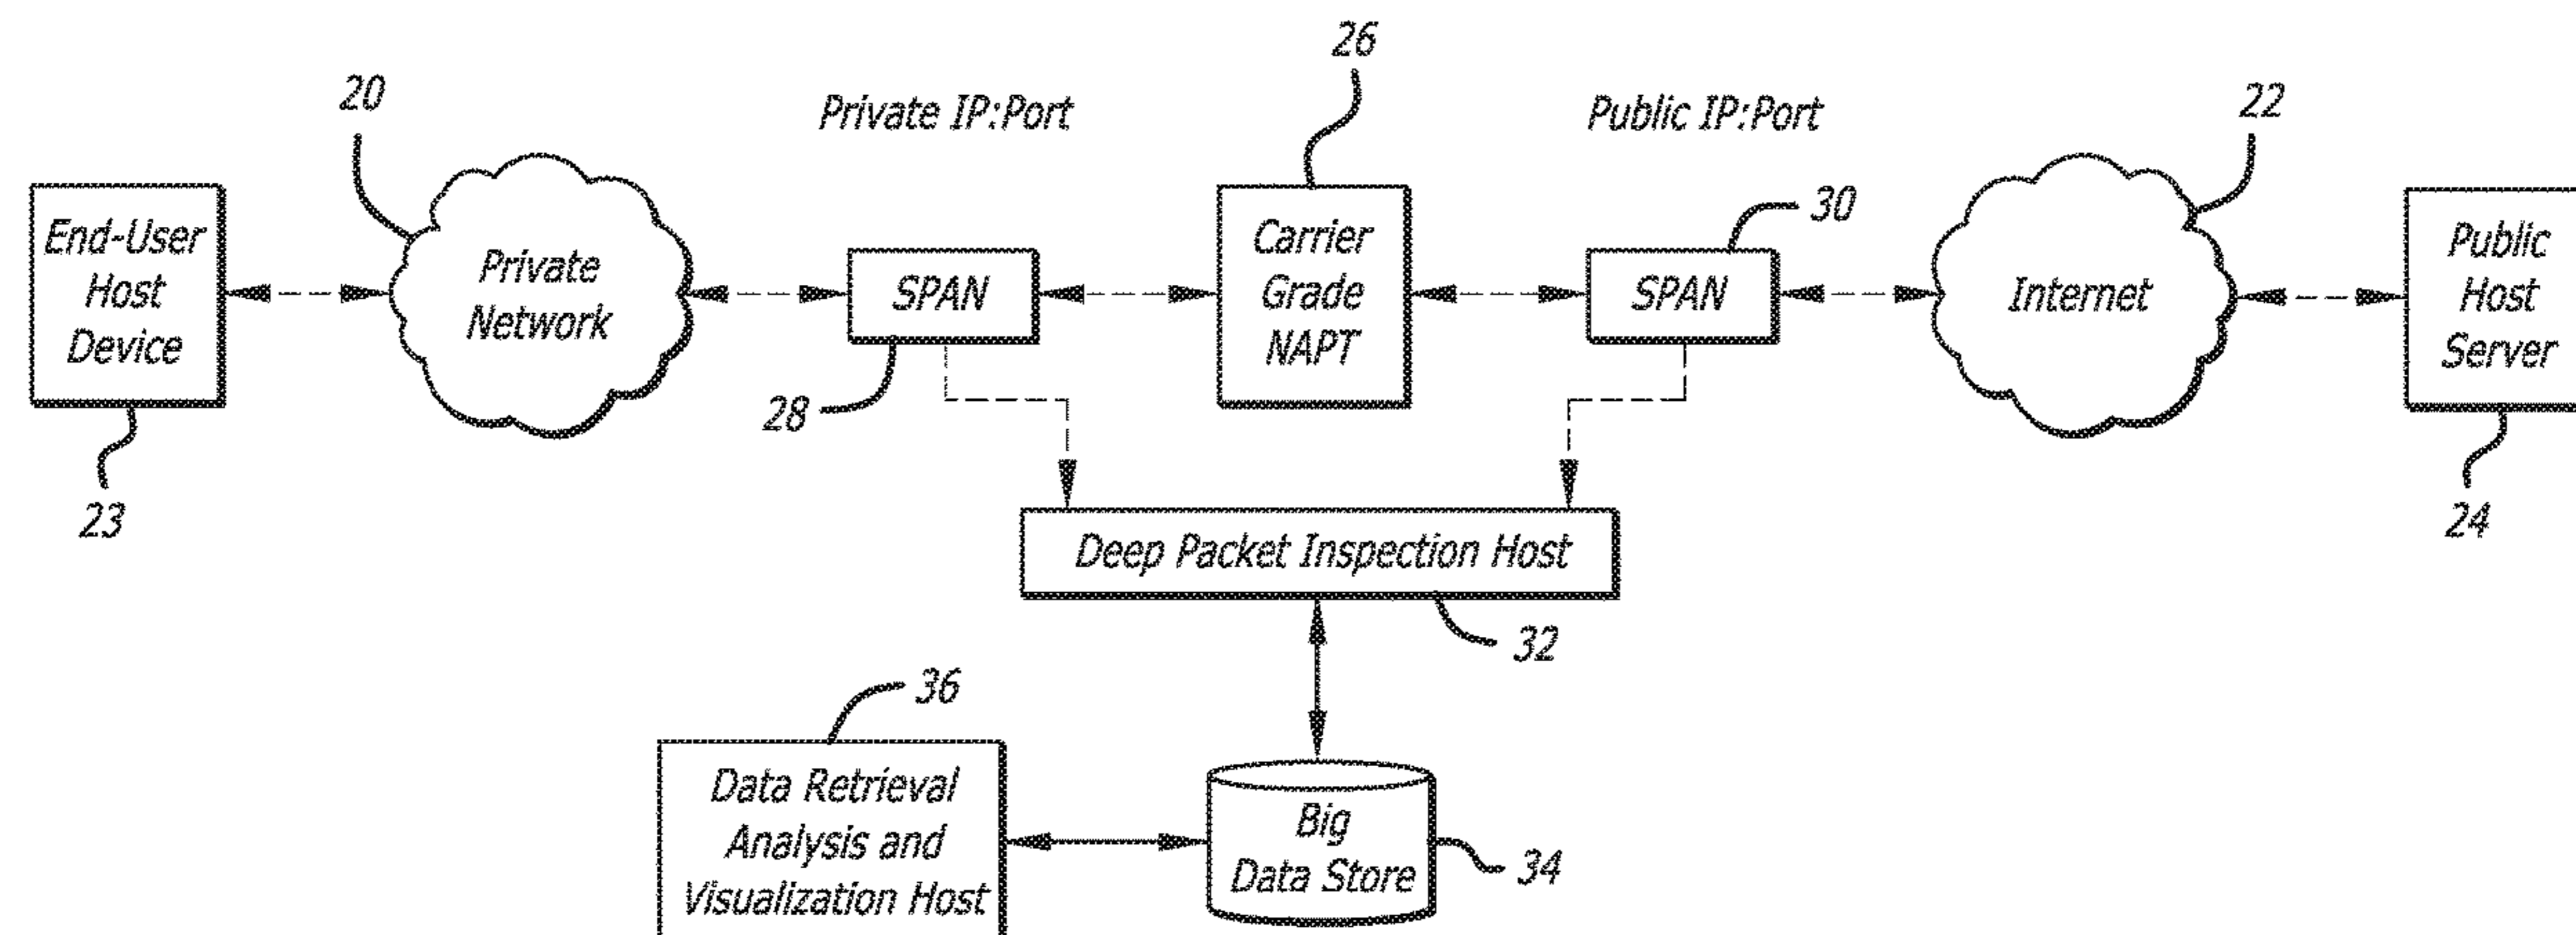 26
20
Private IP:Port
Public IP:Port
22
End-User
Host
Device
Private
Network
SPAN
28
Carrier
Grade
NAPT
30
SPAN
Internet
Public
Host
Server
23
24
Deep Packet Inspection Host
32
36
Data Retrieval
Analysis and
Visualization Host
Big
Data Store
34